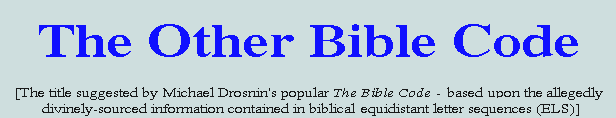 The Other Bible Code
[The title suggested by Michael Drosnin's popular The Bible Code - based upon the allegedly
divinely-sourced information contained in biblical equidistant letter sequences (ELS)]